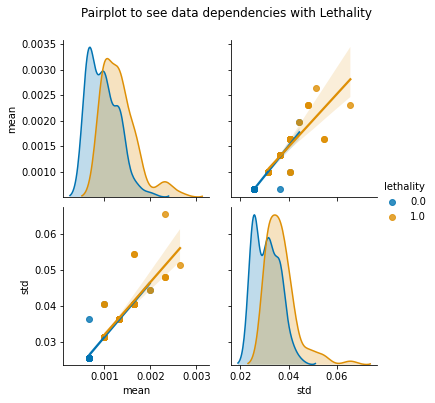 Pairplot to see data dependencies with Lethality
0.0035
0.0030
0.0025
0.0020
0.0015
0.0010
mean
lethality
0.0
1.0
0.06
0.05
0.04
0.03
std
0.001 0.002 0.003
mean
0.02 0.04 0.06
std